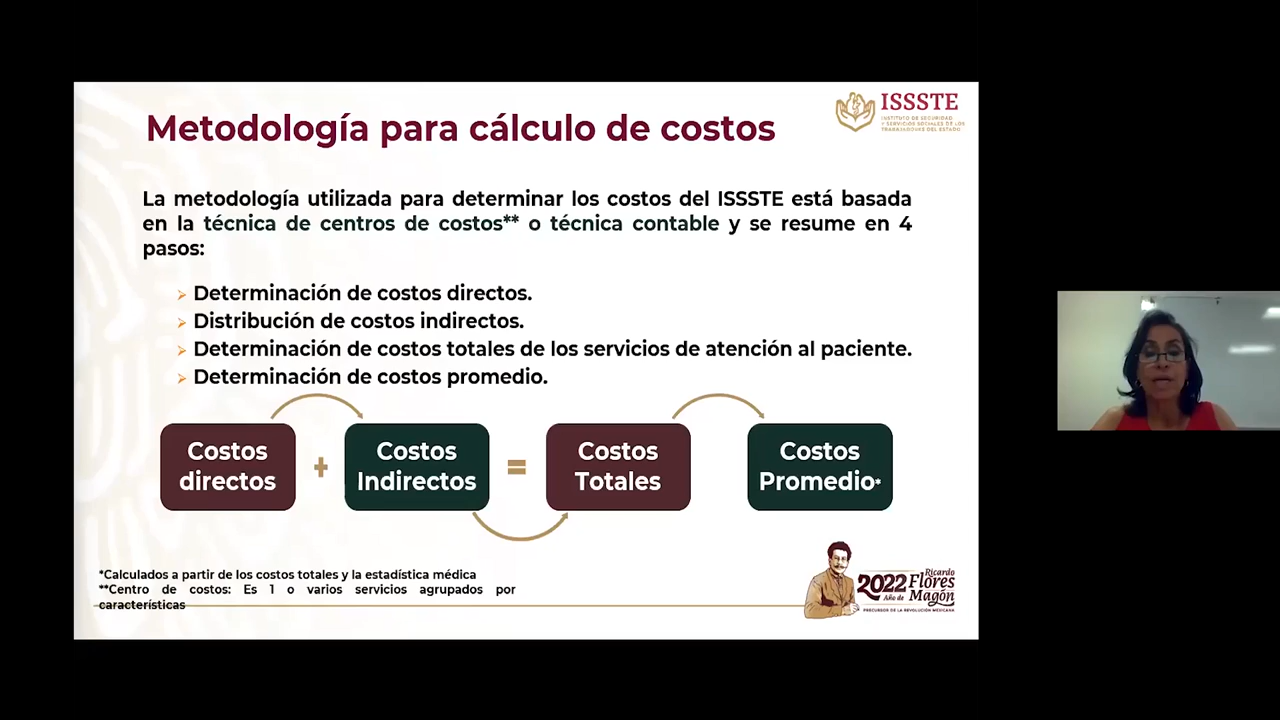 ISSSTE
INSTITUTO DE SEGURIDAD
Y SERVICIOS SOCIALES DE LOS
TRABAJADORES DEL ESTADO
Metodología para cálculo de costos
La metodología utilizada para determinar los costos del ISSSTE está basada
en la técnica de centros de costos** o técnica contable y se resume en 4
pasos:
Determinación de costos directos.
Distribución de costos indirectos.
Determinación de costos totales de los servicios de atención al paciente.
Determinación de costos promedio.
Costos
directos
+
Costos
Indirectos
=
Costos
Totales
Costos
Promedio*
*Calculados a partir de los costos totales y la estadística médica
**Centro de costos: Es 1 o varios servicios agrupados por
características
2022 Ricardo
Flores
Año de Magón
PRECURSOR DE LA REVOLUCIÓN MEXICANA